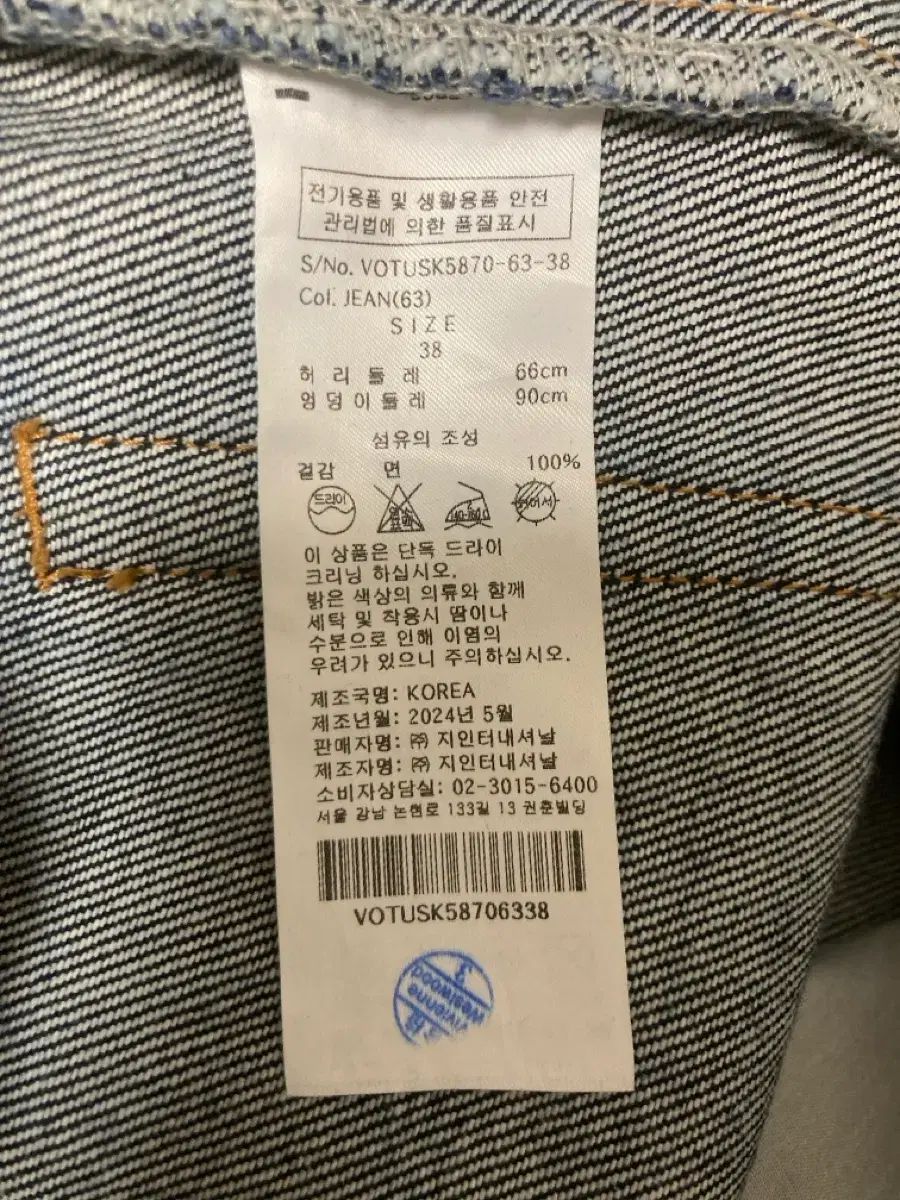 전기용품 및 생활용품 안전
관리법에 의한 품질표시
S/No. VOTUSK5870-63-38
Col. JEAN(63)
SIZE
38
허리둘레 66cm
엉덩이둘레 90cm
섬유의 조성
겉감 면 100%
드라이
이 상품은 단독 드라이
크리닝 하십시오.
밝은 색상의 의류와 함께
세탁 및 착용시 땀이나
수분으로 인해 이염의
우려가 있으니 주의하십시오.
제조국명: KOREA
제조년월: 2024년 5월
판매자명: ㈜ 지인터내셔날
제조자명: ㈜ 지인터내셔날
소비자상담실: 02-3015-6400
서울 강남 논현로 133길 13 권훈빌딩
VOTUSK58706338
3
Vivienne
Westwood